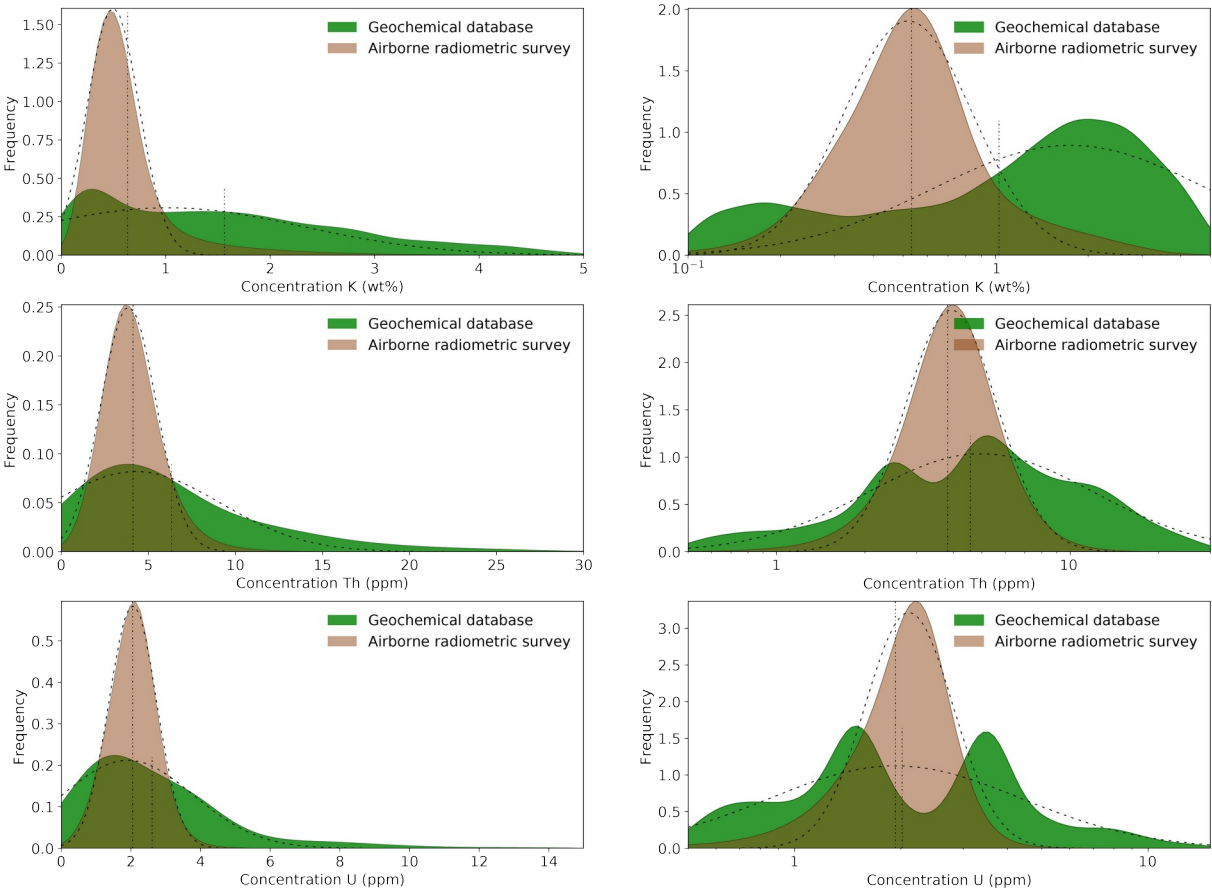 1.50
1.25
1.00
0.75
0.50
0.25
0.00
Frequency
Geochemical database
Airborne radiometric survey
0 1 2 3 4 5
Concentration K (wt%)
2.0
1.5
1.0
0.5
0.0
Frequency
Geochemical database
Airborne radiometric survey
10⁻¹ 1
Concentration K (wt%)
0.25
0.20
0.15
0.10
0.05
0.00
Frequency
Geochemical database
Airborne radiometric survey
0 5 10 15 20 25 30
Concentration Th (ppm)
2.5
2.0
1.5
1.0
0.5
0.0
Frequency
Geochemical database
Airborne radiometric survey
1 10
Concentration Th (ppm)
0.5
0.4
0.3
0.2
0.1
0.0
Frequency
Geochemical database
Airborne radiometric survey
0 2 4 6 8 10 12 14
Concentration U (ppm)
3.0
2.5
2.0
1.5
1.0
0.5
0.0
Frequency
Geochemical database
Airborne radiometric survey
1 10
Concentration U (ppm)